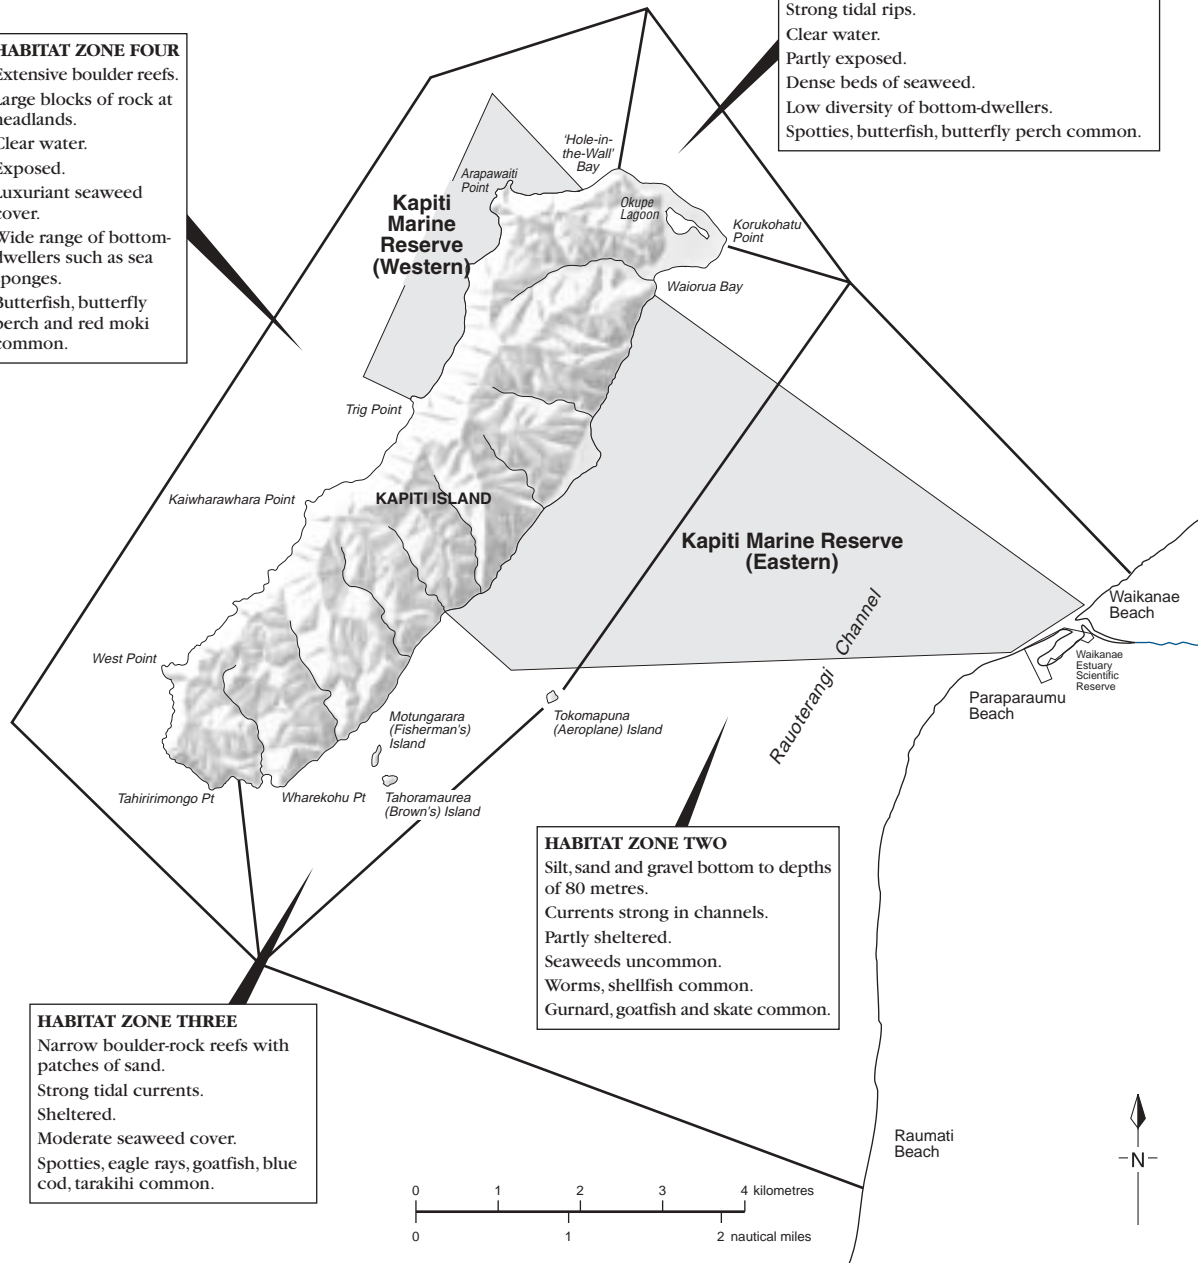 Strong tidal rips.
Clear water.
Partly exposed.
Dense beds of seaweed.
Low diversity of bottom-dwellers.
Spotties, butterfish, butterfly perch common.
HABITAT ZONE FOUR
Extensive boulder reefs.
Large blocks of rock at
headlands.
Clear water.
Exposed.
Luxuriant seaweed
cover.
Wide range of bottom-
dwellers such as sea
sponges.
Butterfish, butterfly
perch and red moki
common.
'Hole-in-
the-Wall'
Bay
Arapawaiti
Point
Kapiti
Marine
Reserve
(Western)
Okupe
Lagoon
Korukohatu
Point
Waiorua Bay
Trig Point
Kaiwharawhara Point
KAPITI ISLAND
Kapiti Marine Reserve
(Eastern)
Rauoterangi Channel
Waikanae
Beach
Waikanae
Estuary
Scientific
Reserve
Paraparaumu
Beach
West Point
Motungarara
(Fisherman's)
Island
Tokomapuna
(Aeroplane) Island
Tahiririmongo Pt
Wharekohu Pt
Tahoramaurea
(Brown's) Island
HABITAT ZONE TWO
Silt, sand and gravel bottom to depths
of 80 metres.
Currents strong in channels.
Partly sheltered.
Seaweeds uncommon.
Worms, shellfish common.
Gurnard, goatfish and skate common.
HABITAT ZONE THREE
Narrow boulder-rock reefs with
patches of sand.
Strong tidal currents.
Sheltered.
Moderate seaweed cover.
Spotties, eagle rays, goatfish, blue
cod, tarakihi common.
Raumati
Beach
N
0 1 2 3 4 kilometres
0 1 2 nautical miles